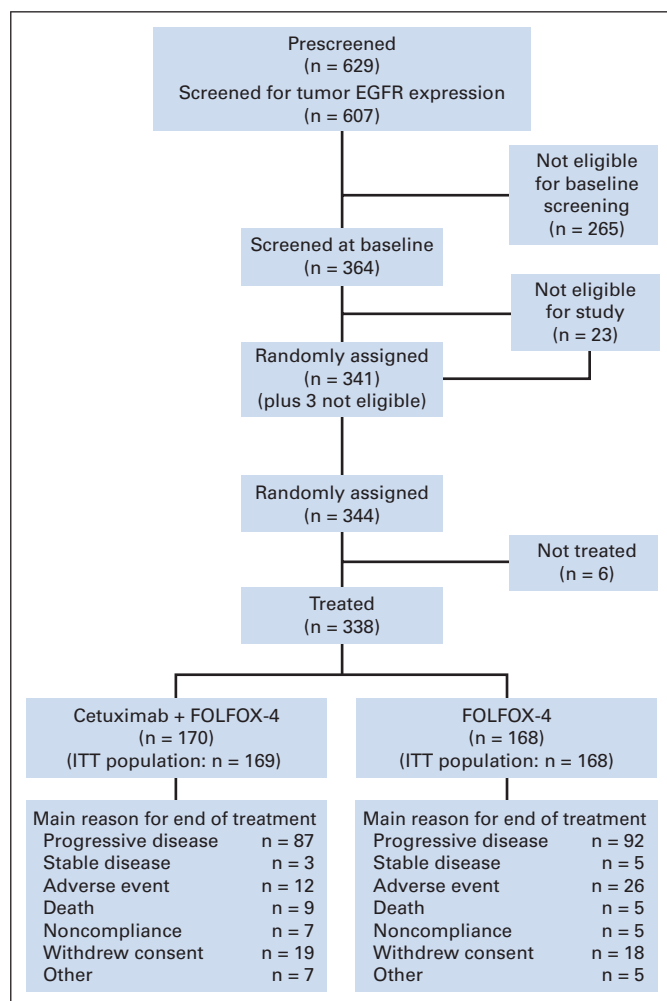 Prescreened
(n = 629)
Screened for tumor EGFR expression
(n = 607)
Not eligible
for baseline
screening
(n = 265)
Screened at baseline
(n = 364)
Not eligible
for study
(n = 23)
Randomly assigned
(n = 341)
(plus 3 not eligible)
Randomly assigned
(n = 344)
Not treated
(n = 6)
Treated
(n = 338)
Cetuximab + FOLFOX-4
(n = 170)
(ITT population: n = 169)
FOLFOX-4
(n = 168)
(ITT population: n = 168)
Main reason for end of treatment
Progressive disease n = 87
Stable disease n = 3
Adverse event n = 12
Death n = 9
Noncompliance n = 7
Withdrew consent n = 19
Other n = 7
Main reason for end of treatment
Progressive disease n = 92
Stable disease n = 5
Adverse event n = 26
Death n = 5
Noncompliance n = 5
Withdrew consent n = 18
Other n = 5